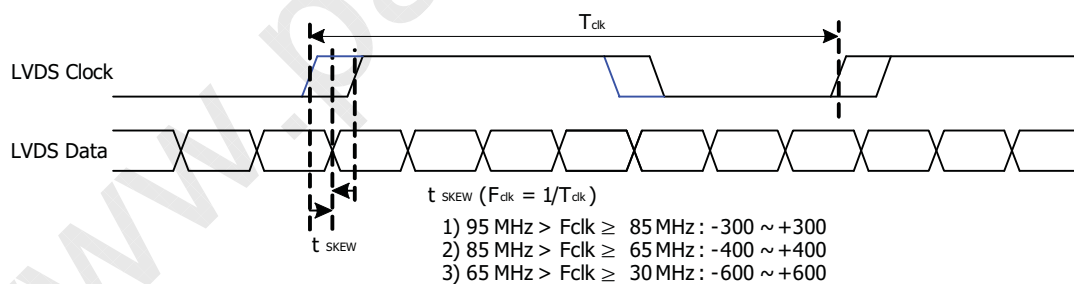 Tclk
LVDS Clock
LVDS Data
t SKEW (Fclk = 1/Tclk)
t SKEW
1) 95 MHz > Fclk ≥ 85 MHz : -300 ~ +300
2) 85 MHz > Fclk ≥ 65 MHz : -400 ~ +400
3) 65 MHz > Fclk ≥ 30 MHz : -600 ~ +600